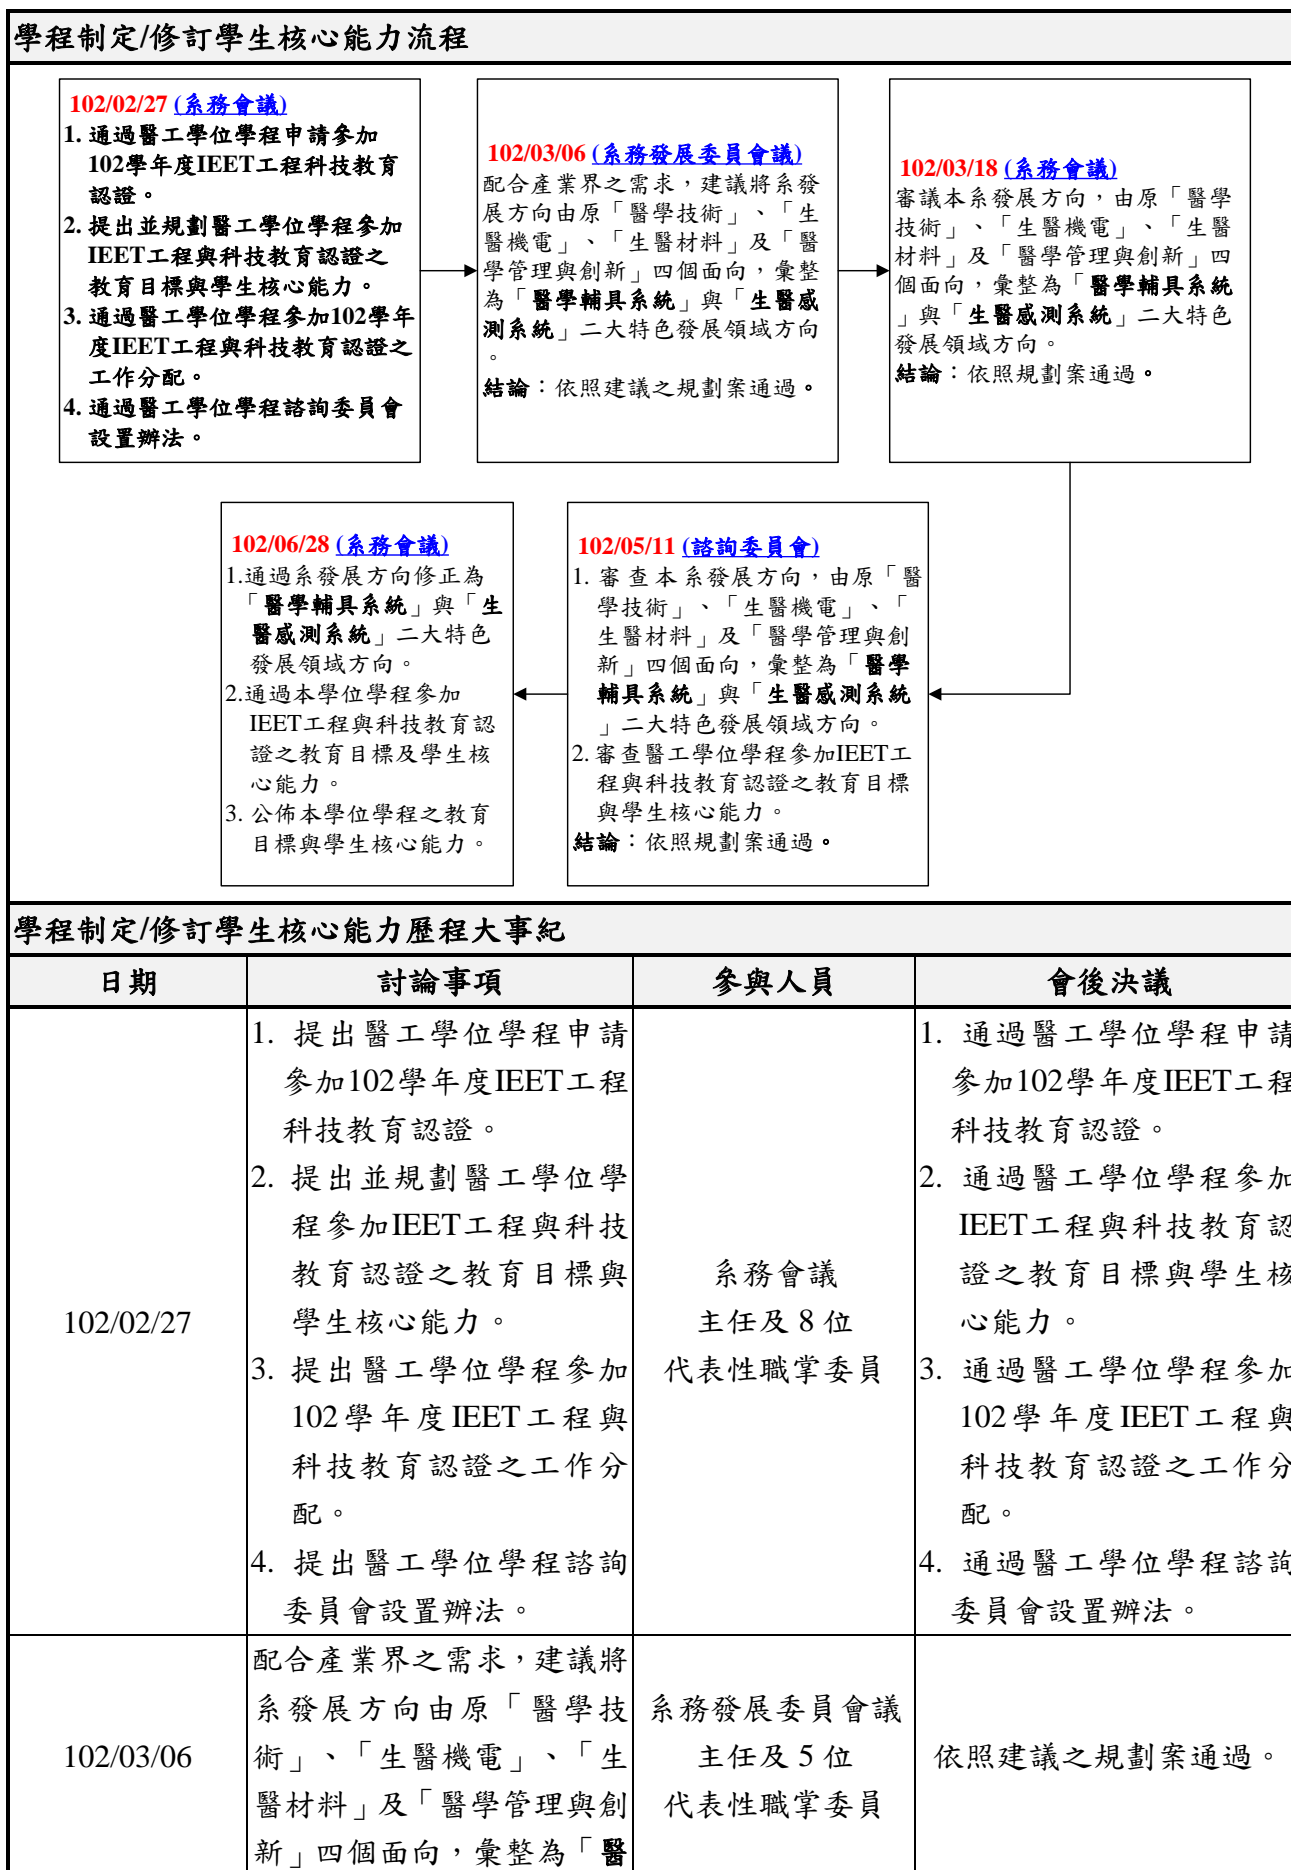 學程制定/修訂學生核心能力流程
102/02/27 (系務會議)
1. 通過醫工學位學程申請參加
102學年度IEET工程科技教育
認證。
2. 提出並規劃醫工學位學程參加
IEET工程與科技教育認證之
教育目標與學生核心能力。
3. 通過醫工學位學程參加102學年
度IEET工程與科技教育認證之
工作分配。
4. 通過醫工學位學程諮詢委員會
設置辦法。
102/03/06 (系務發展委員會議)
配合產業界之需求，建議將系發
展方向由原「醫學技術」、「生
醫機電」、「生醫材料」及「醫
學管理與創新」四個面向，彙整
為「醫學輔具系統」與「生醫感
測系統」二大特色發展領域方向
。
結論：依照建議之規劃案通過。
102/03/18 (系務會議)
審議本系發展方向，由原「醫學
技術」、「生醫機電」、「生醫
材料」及「醫學管理與創新」四
個面向，彙整為「醫學輔具系統
」與「生醫感測系統」二大特色
發展領域方向。
結論：依照規劃案通過。
102/05/11 (諮詢委員會)
1. 審查本系發展方向，由原「醫
學技術」、「生醫機電」、「
生醫材料」及「醫學管理與創
新」四個面向，彙整為「醫學
輔具系統」與「生醫感測系統
」二大特色發展領域方向。
2. 審查醫工學位學程參加IEET工
程與科技教育認證之教育目標
與學生核心能力。
結論：依照規劃案通過。
102/06/28 (系務會議)
1.通過系發展方向修正為
「醫學輔具系統」與「生
醫感測系統」二大特色
發展領域方向。
2.通過本學位學程參加
IEET工程與科技教育認
證之教育目標及學生核
心能力。
3. 公佈本學位學程之教育
目標與學生核心能力。
學程制定/修訂學生核心能力歷程大事紀
日期
討論事項
參與人員
會後決議
102/02/27
1. 提出醫工學位學程申請
參加102學年度IEET工程
科技教育認證。
2. 提出並規劃醫工學位學
程參加IEET工程與科技
教育認證之教育目標與
學生核心能力。
3. 提出醫工學位學程參加
102學年度IEET工程與
科技教育認證之工作分
配。
4. 提出醫工學位學程諮詢
委員會設置辦法。
系務會議
主任及 8 位
代表性職掌委員
1. 通過醫工學位學程申請
參加102學年度IEET工程
科技教育認證。
2. 通過醫工學位學程參加
IEET工程與科技教育認
證之教育目標與學生核
心能力。
3. 通過醫工學位學程參加
102學年度IEET工程與
科技教育認證之工作分
配。
4. 通過醫工學位學程諮詢
委員會設置辦法。
102/03/06
配合產業界之需求，建議將
系發展方向由原「醫學技
術」、「生醫機電」、「生
醫材料」及「醫學管理與創
新」四個面向，彙整為「醫
系務發展委員會議
主任及 5 位
代表性職掌委員
依照建議之規劃案通過。